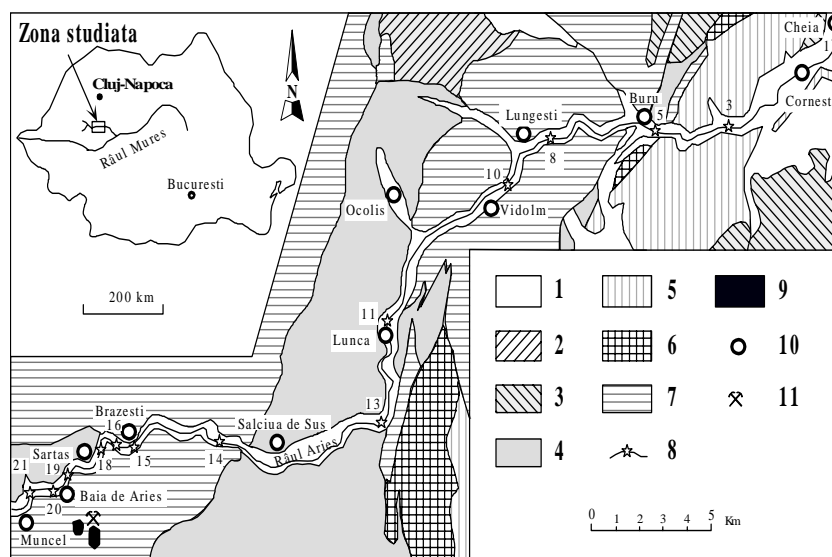 Zona studiata
Cluj-Napoca
Râul Mures
Bucuresti
200 km
N
Cheia
1
Cornest
3
Buru
5
Lungesti
8
10
Vidolm
Ocolis
11
Lunca
13
Salciua de Sus
Râul Aries
14
Brazesti
16
15
18
Sartas
19
21
20
Baia de Aries
Muncel
1 5 9
2 6 10
3 7 11
4 8
0 1 2 3 4 5 Km